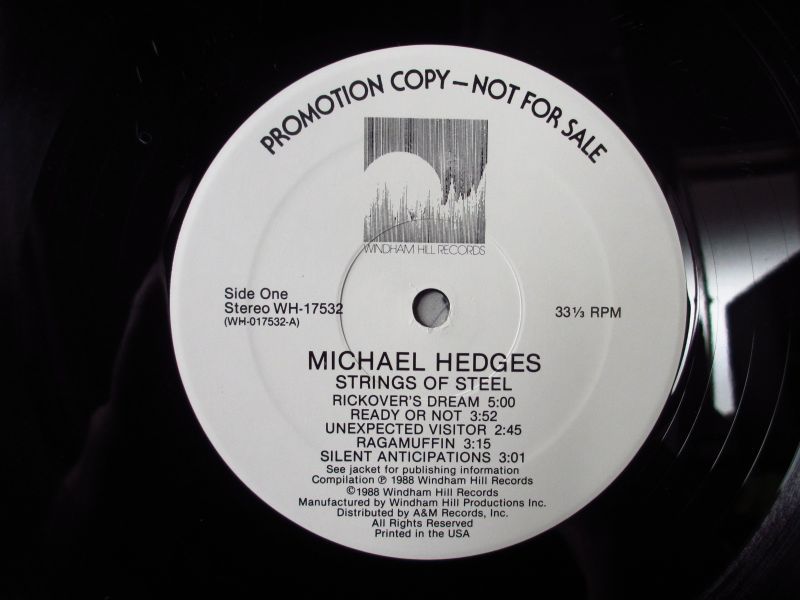 PROMOTION COPY—NOT FOR SALE
WINDHAM HILL RECORDS
Side One
Stereo WH-17532
(WH-017532-A)
33 1/3 RPM
MICHAEL HEDGES
STRINGS OF STEEL
RICKOVER'S DREAM 5:00
READY OR NOT 3:52
UNEXPECTED VISITOR 2:45
RAGAMUFFIN 3:15
SILENT ANTICIPATIONS 3:01
See jacket for publishing information
Compilation ℗ 1988 Windham Hill Records
©1988 Windham Hill Records
Manufactured by Windham Hill Productions Inc.
Distributed by A&M Records, Inc.
All Rights Reserved
Printed in the USA